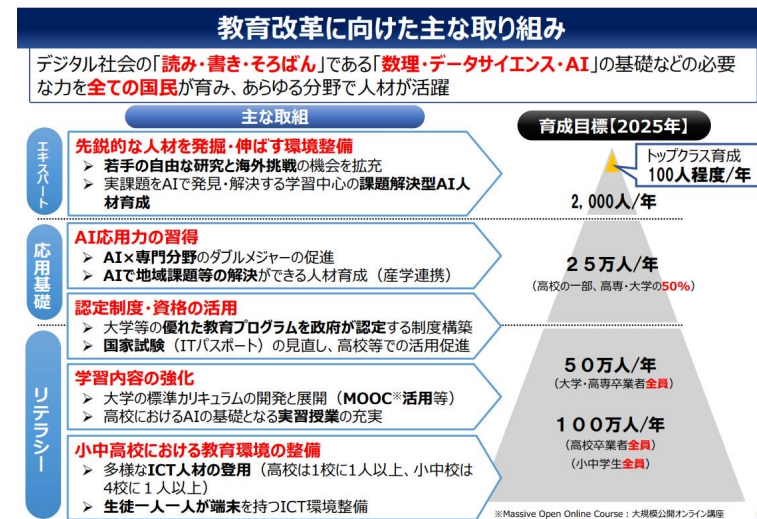 教育改革に向けた主な取り組み
デジタル社会の「読み・書き・そろばん」である「数理・データサイエンス・AI」の基礎などの必要
な力を全ての国民が育み、あらゆる分野で人材が活躍
主な取組
育成目標【2025年】
エキスパート
先鋭的な人材を発掘・伸ばす環境整備
➢ 若手の自由な研究と海外挑戦の機会を拡充
➢ 実課題をAIで発見・解決する学習中心の課題解決型AI人
材育成
トップクラス育成
100人程度/年
2,000人/年
応用基礎
AI応用力の習得
➢ AI×専門分野のダブルメジャーの促進
➢ AIで地域課題等の解決ができる人材育成（産学連携）
25万人/年
（高校の一部、高専・大学の50%）
認定制度・資格の活用
➢ 大学等の優れた教育プログラムを政府が認定する制度構築
➢ 国家試験（ITパスポート）の見直し、高校等での活用促進
リテラシー
学習内容の強化
➢ 大学の標準カリキュラムの開発と展開（MOOC※活用等）
➢ 高校におけるAIの基礎となる実習授業の充実
50万人/年
（大学・高専卒業者全員）
小中高校における教育環境の整備
➢ 多様なICT人材の登用（高校は1校に1人以上、小中校は
4校に１人以上）
➢ 生徒一人一人が端末を持つICT環境整備
100万人/年
（高校卒業者全員）
（小中学生全員）
※Massive Open Online Course：大規模公開オンライン講座